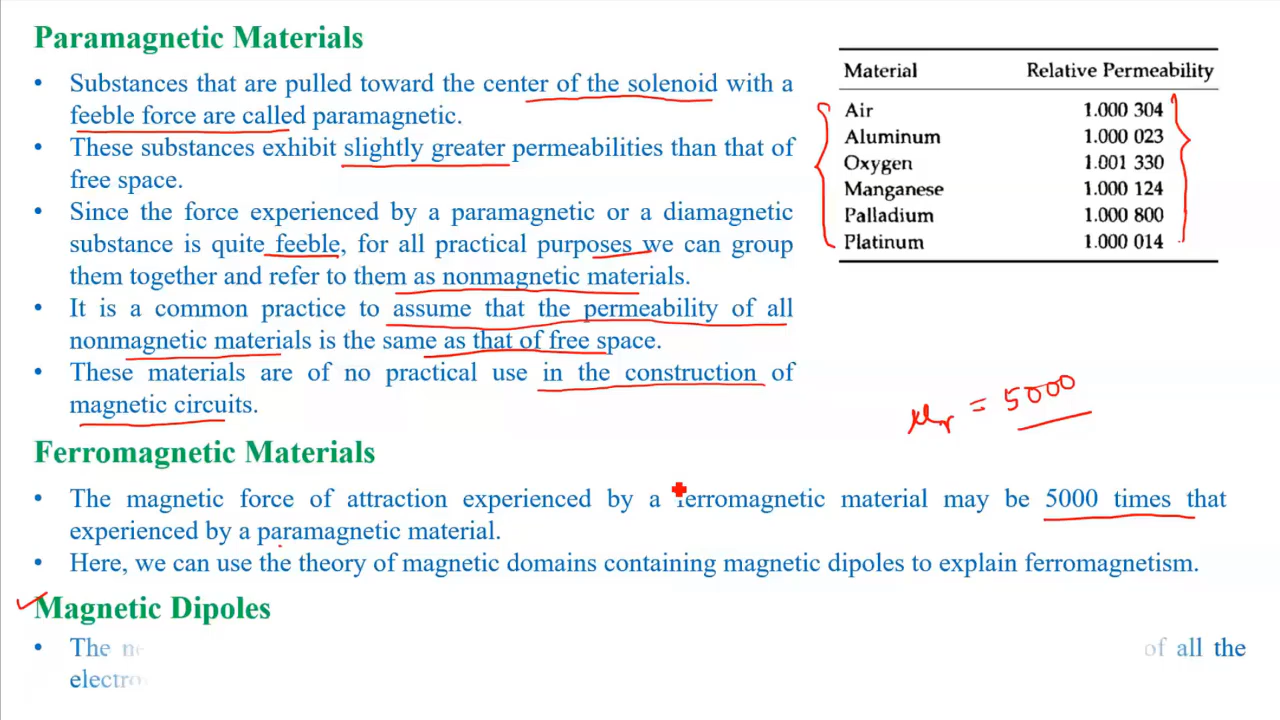 Paramagnetic Materials
• Substances that are pulled toward the center of the solenoid with a
feeble force are called paramagnetic.
• These substances exhibit slightly greater permeabilities than that of
free space.
• Since the force experienced by a paramagnetic or a diamagnetic
substance is quite feeble, for all practical purposes we can group
them together and refer to them as nonmagnetic materials.
• It is a common practice to assume that the permeability of all
nonmagnetic materials is the same as that of free space.
• These materials are of no practical use in the construction of
magnetic circuits.
Material Relative Permeability
Air 1.000 304
Aluminum 1.000 023
Oxygen 1.001 330
Manganese 1.000 124
Palladium 1.000 800
Platinum 1.000 014
μr = 5000
Ferromagnetic Materials
• The magnetic force of attraction experienced by a ferromagnetic material may be 5000 times that
experienced by a paramagnetic material.
• Here, we can use the theory of magnetic domains containing magnetic dipoles to explain ferromagnetism.
Magnetic Dipoles
• The of all the